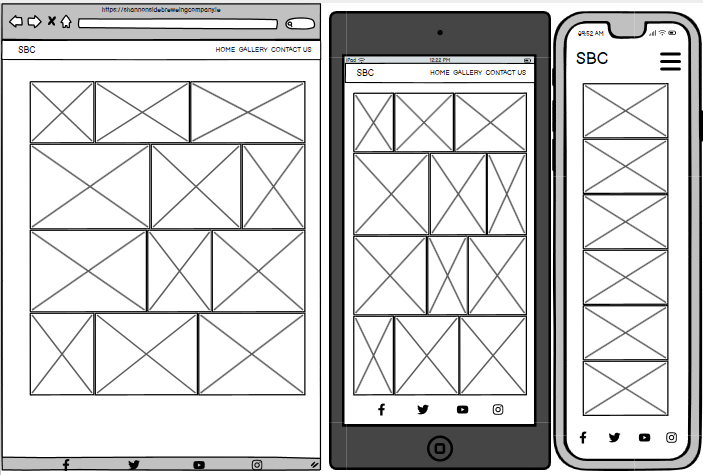 https://shannonsidebrewingcompany.ie
SBC
HOME GALLERY CONTACT US
iPad
12:22 PM
SBC
HOME GALLERY CONTACT US
09:52 AM
SBC